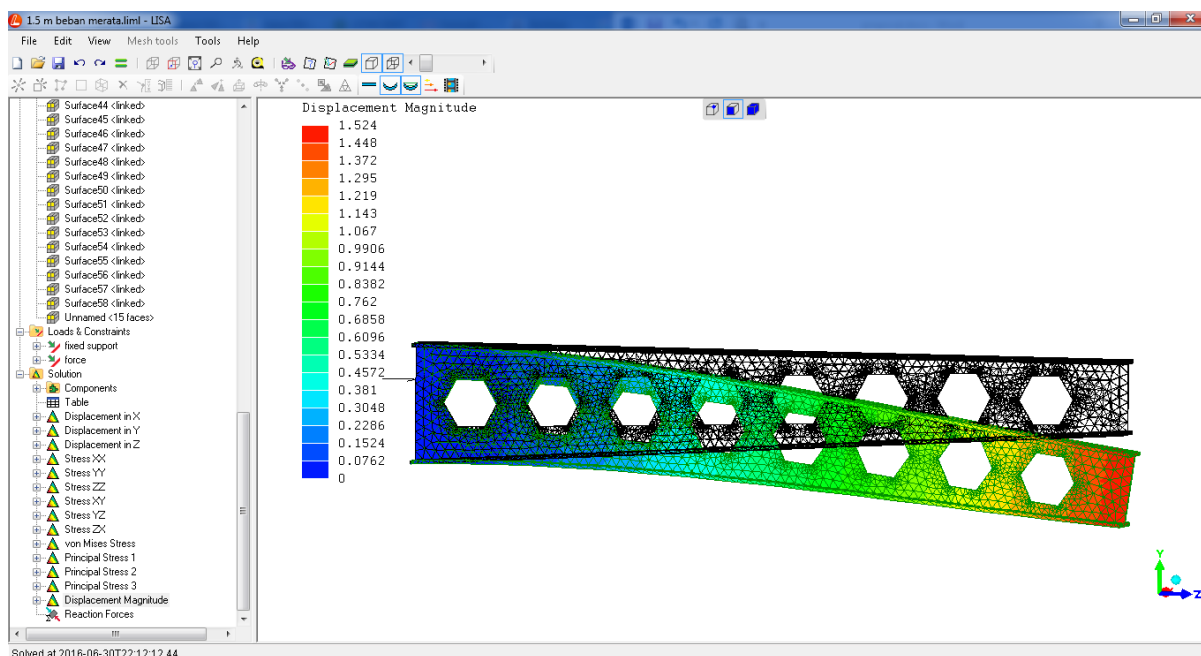 1.5 m beban merata.liml - LISA
File Edit View Mesh tools Tools Help
Surface44 <linked>
Surface45 <linked>
Surface46 <linked>
Surface47 <linked>
Surface48 <linked>
Surface49 <linked>
Surface50 <linked>
Surface51 <linked>
Surface52 <linked>
Surface53 <linked>
Surface54 <linked>
Surface55 <linked>
Surface56 <linked>
Surface57 <linked>
Surface58 <linked>
Unnamed <15 faces>
Loads & Constraints
fixed support
force
Solution
Components
Table
Displacement in X
Displacement in Y
Displacement in Z
Stress XX
Stress YY
Stress ZZ
Stress XY
Stress YZ
Stress ZX
von Mises Stress
Principal Stress 1
Principal Stress 2
Principal Stress 3
Displacement Magnitude
Reaction Forces
Displacement Magnitude
1.524
1.448
1.372
1.295
1.219
1.143
1.067
0.9906
0.9144
0.8382
0.762
0.6858
0.6096
0.5334
0.4572
0.381
0.3048
0.2286
0.1524
0.0762
0
Y
Z
Solved at 2016-06-30T22:12:12.44